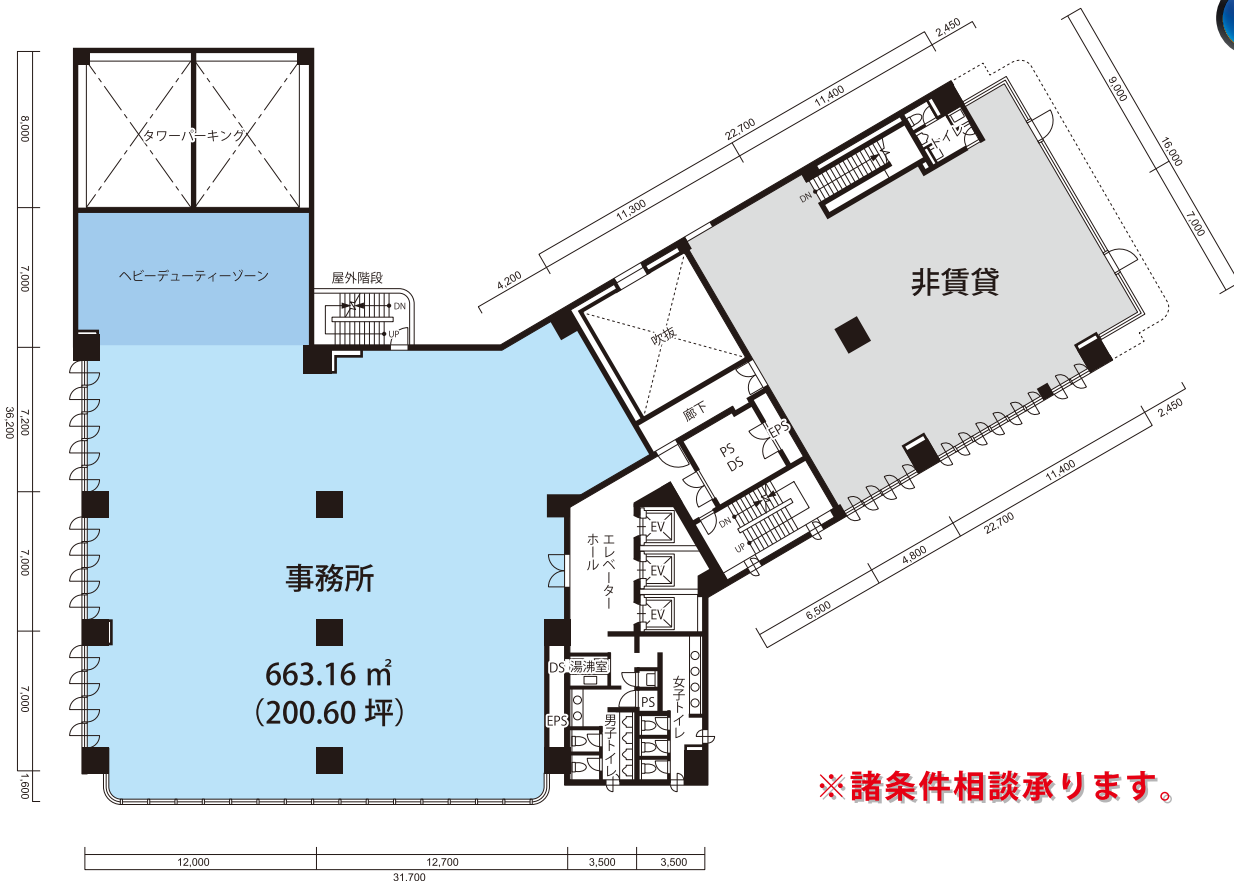 タワーパーキング
ヘビーデューティーゾーン
屋外階段
DN
UP
事務所
663.16 ㎡
(200.60 坪)
吹抜
廊下
PS
DS
EPS
DN
UP
エレベーター
ホール
EV
EV
EV
DS
湯沸室
EPS
PS
男子トイレ
女子トイレ
非賃貸
トイレ
DN
8,000
7,000
7,200
7,000
7,000
1,600
36,200
12,000
12,700
3,500
3,500
31,700
4,200
11,300
11,400
22,700
2,450
9,000
7,000
16,000
6,500
4,800
11,400
22,700
2,450
※諸条件相談承ります。